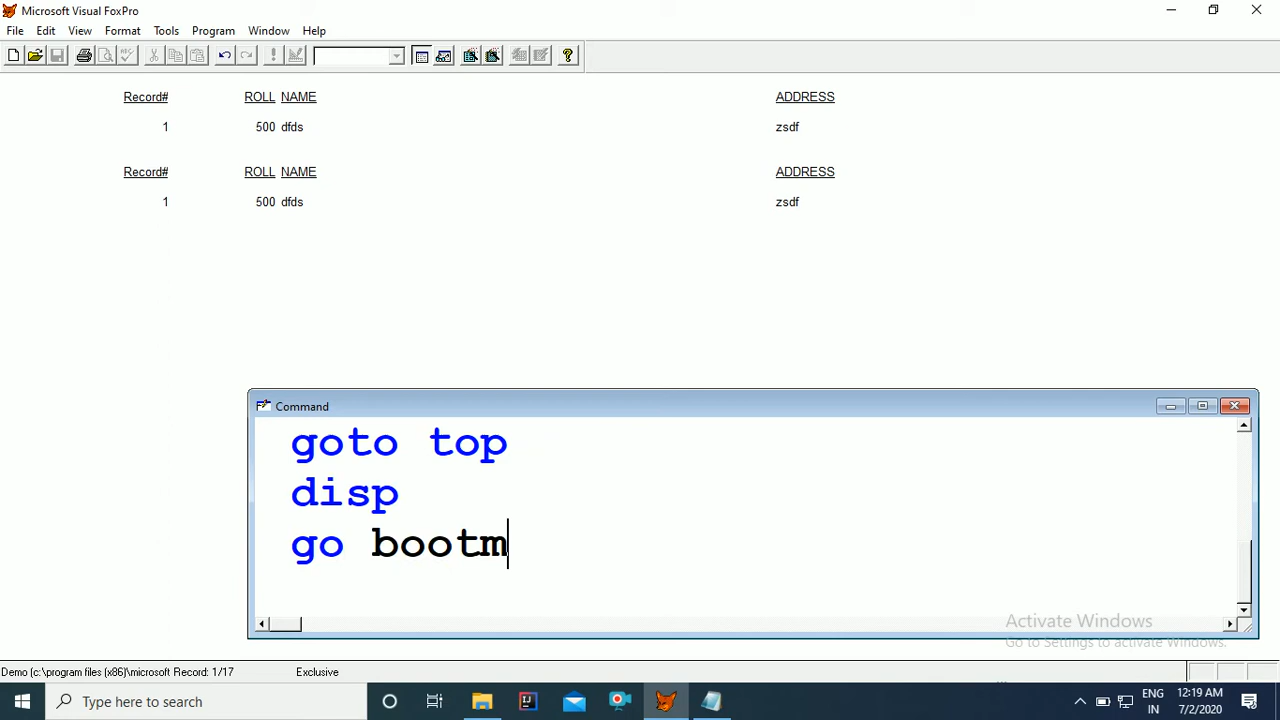 Microsoft Visual FoxPro
File Edit View Format Tools Program Window Help
Record# ROLL NAME ADDRESS
1 500 dfds zsdf
Record# ROLL NAME ADDRESS
1 500 dfds zsdf
Command
goto top
disp
go bootm
Activate Windows
Go to Settings to activate Windows.
Demo (c:\program files (x86)\microsoft Record: 1/17 Exclusive
Type here to search
ENG 12:19 AM
IN 7/2/2020